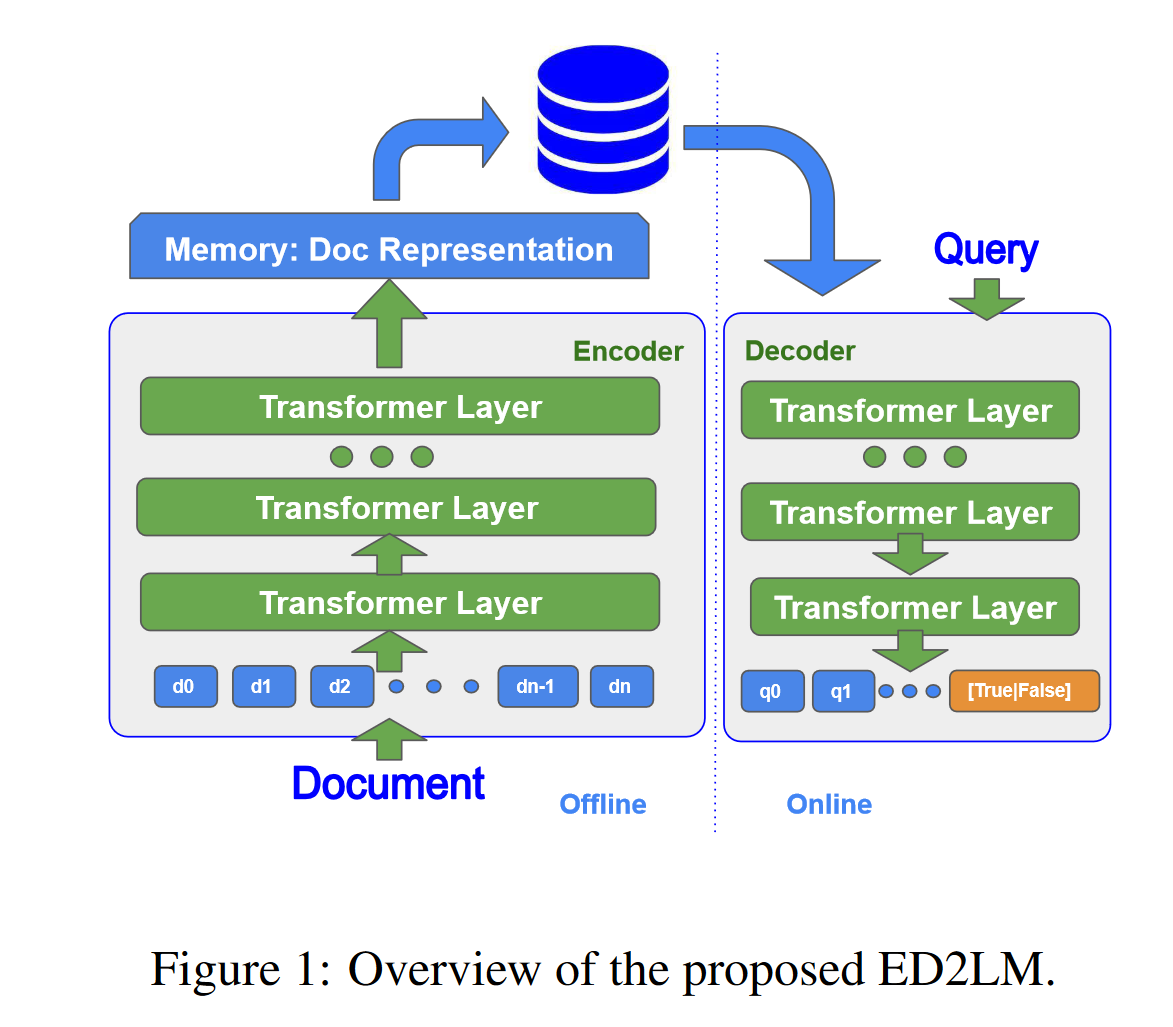 Memory: Doc Representation
Query
Encoder
Transformer Layer
Transformer Layer
Transformer Layer
d0 d1 d2 dn-1 dn
Document
Offline
Decoder
Transformer Layer
Transformer Layer
Transformer Layer
q0 q1 [True|False]
Online
Figure 1: Overview of the proposed ED2LM.